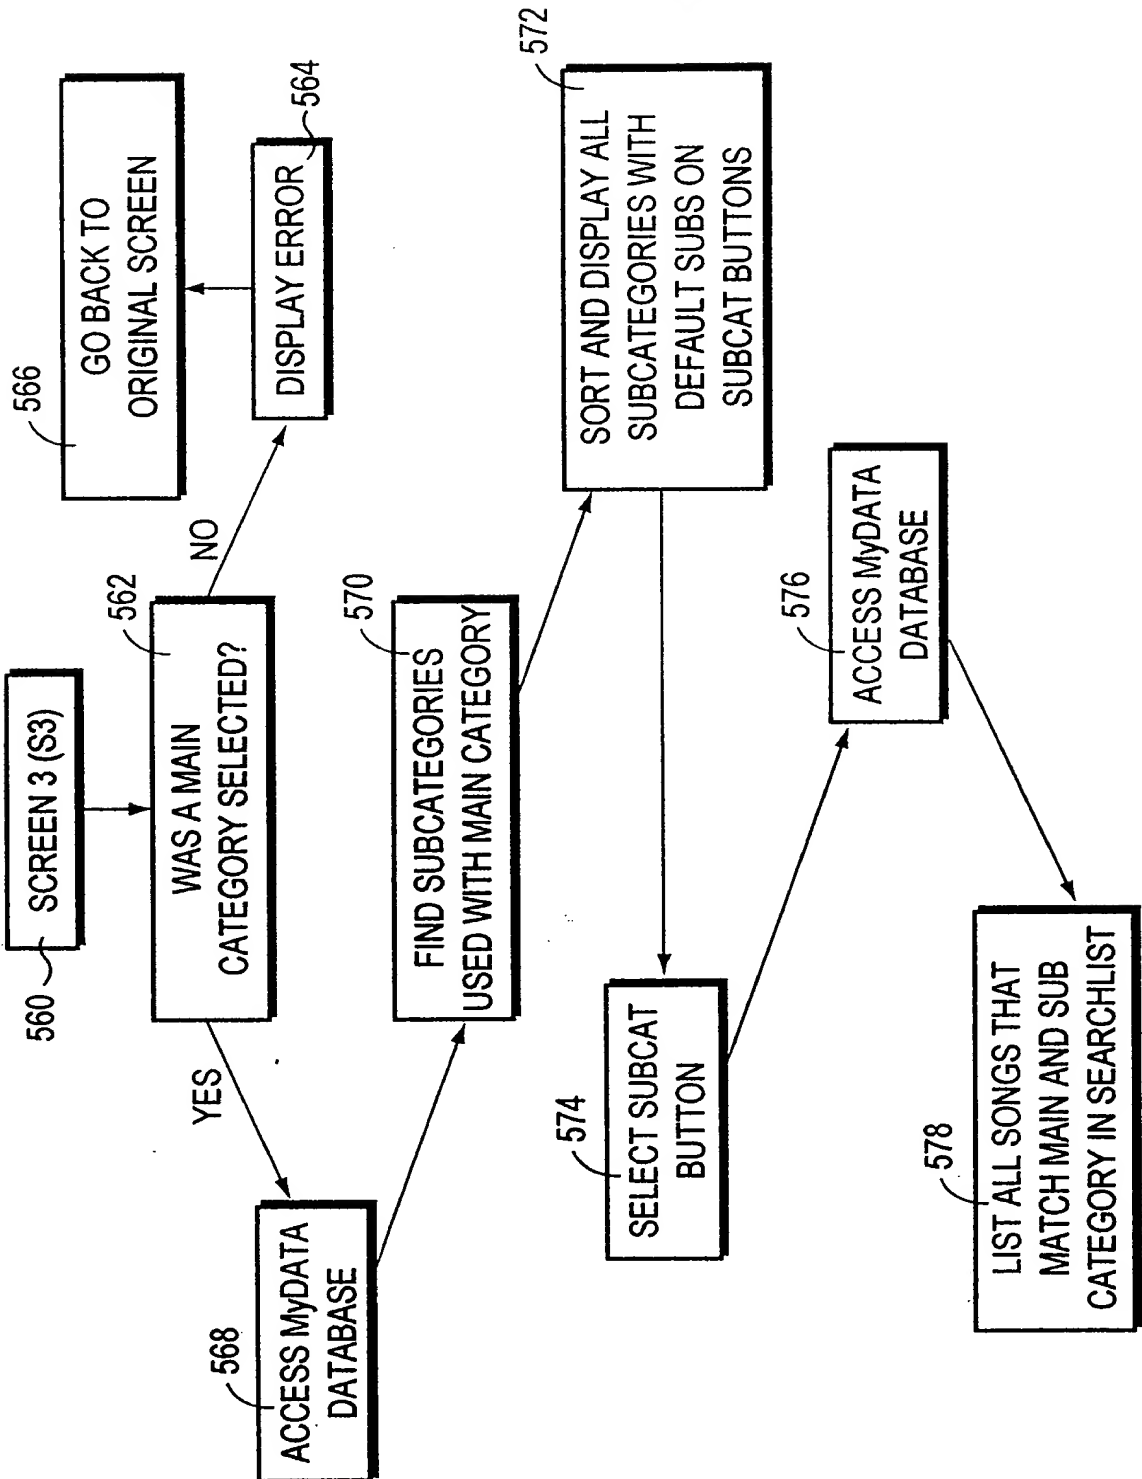 560
SCREEN 3 (S3)
562
WAS A MAIN
CATEGORY SELECTED?
NO
566
GO BACK TO
ORIGINAL SCREEN
DISPLAY ERROR
564
YES
568
ACCESS MyDATA
DATABASE
570
FIND SUBCATEGORIES
USED WITH MAIN CATEGORY
572
SORT AND DISPLAY ALL
SUBCATEGORIES WITH
DEFAULT SUBS ON
SUBCAT BUTTONS
574
SELECT SUBCAT
BUTTON
576
ACCESS MyDATA
DATABASE
578
LIST ALL SONGS THAT
MATCH MAIN AND SUB
CATEGORY IN SEARCHLIST